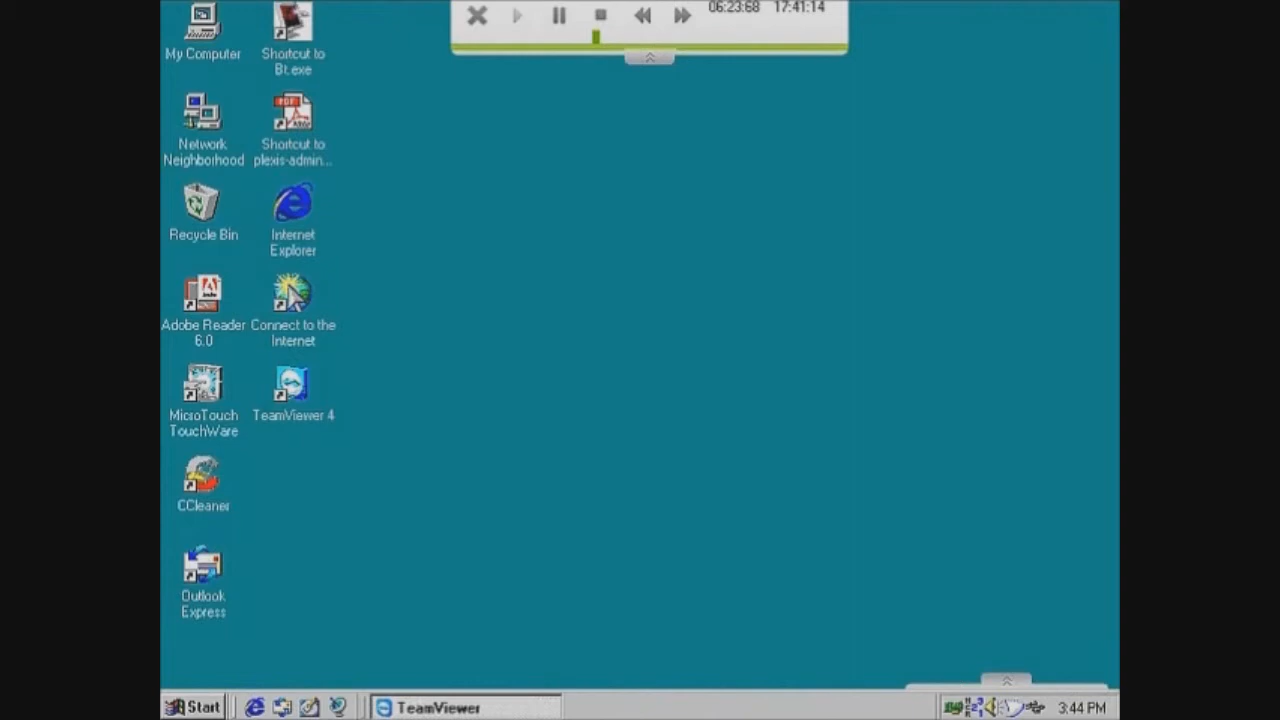 06:23:68 17:41:14
My Computer
Shortcut to
Bt.exe
Network
Neighborhood
Shortcut to
plexis-admin...
Recycle Bin
Internet
Explorer
Adobe Reader
6.0
Connect to the
Internet
MicroTouch
TouchWare
TeamViewer 4
CCleaner
Outlook
Express
Start
TeamViewer
3:44 PM